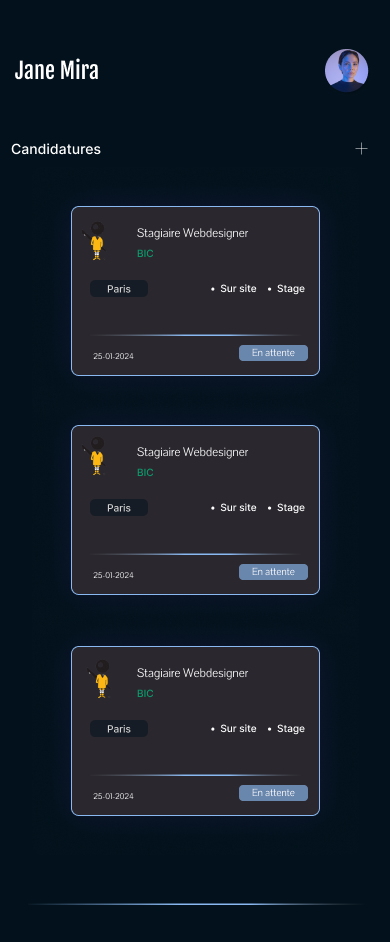 Jane Mira
Candidatures
Stagiaire Webdesigner
BIC
Paris
• Sur site • Stage
25-01-2024
En attente
Stagiaire Webdesigner
BIC
Paris
• Sur site • Stage
25-01-2024
En attente
Stagiaire Webdesigner
BIC
Paris
• Sur site • Stage
25-01-2024
En attente